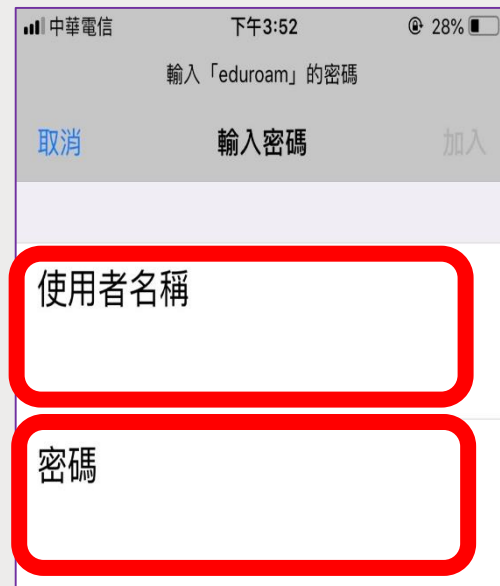 中華電信 下午3:52 28%
輸入「eduroam」的密碼
取消 輸入密碼 加入
使用者名稱
密碼